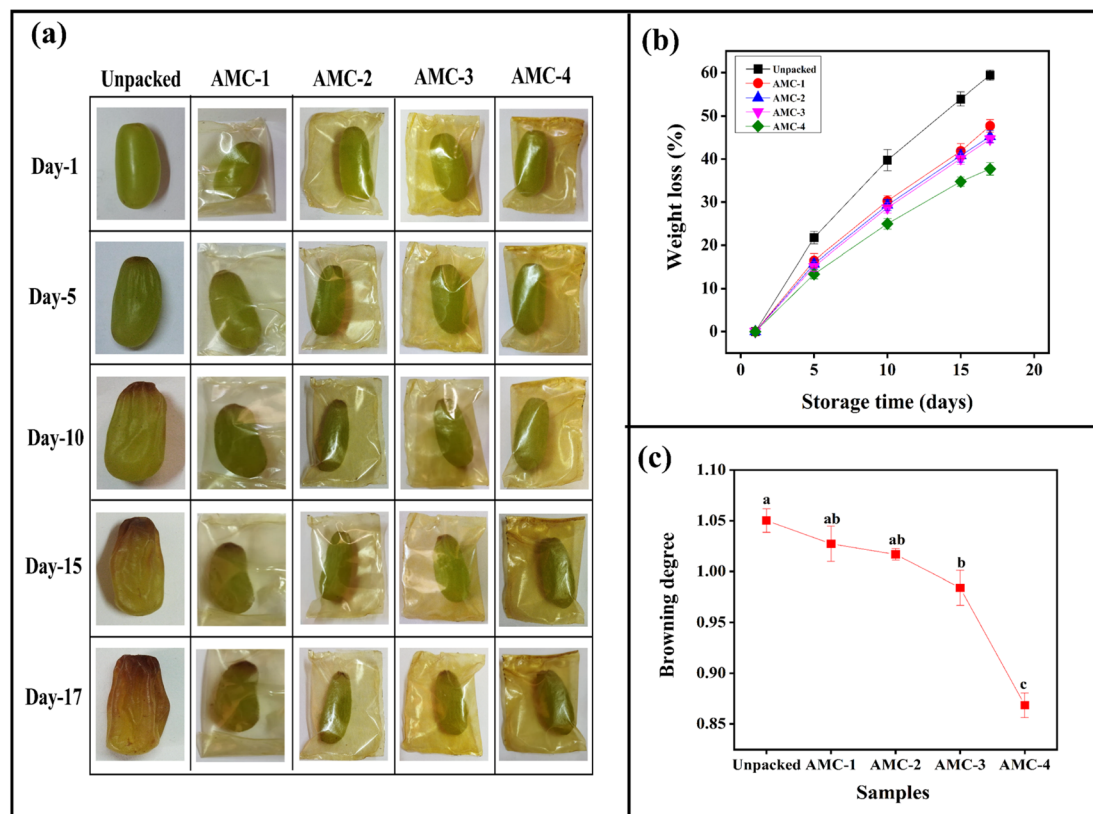 (a)
Unpacked AMC-1 AMC-2 AMC-3 AMC-4
Day-1
Day-5
Day-10
Day-15
Day-17
(b)
Unpacked
AMC-1
AMC-2
AMC-3
AMC-4
Weight loss (%)
60
50
40
30
20
10
0
0 5 10 15 20
Storage time (days)
(c)
Browning degree
1.10
1.05
1.00
0.95
0.90
0.85
a
ab
ab
b
c
Unpacked AMC-1 AMC-2 AMC-3 AMC-4
Samples